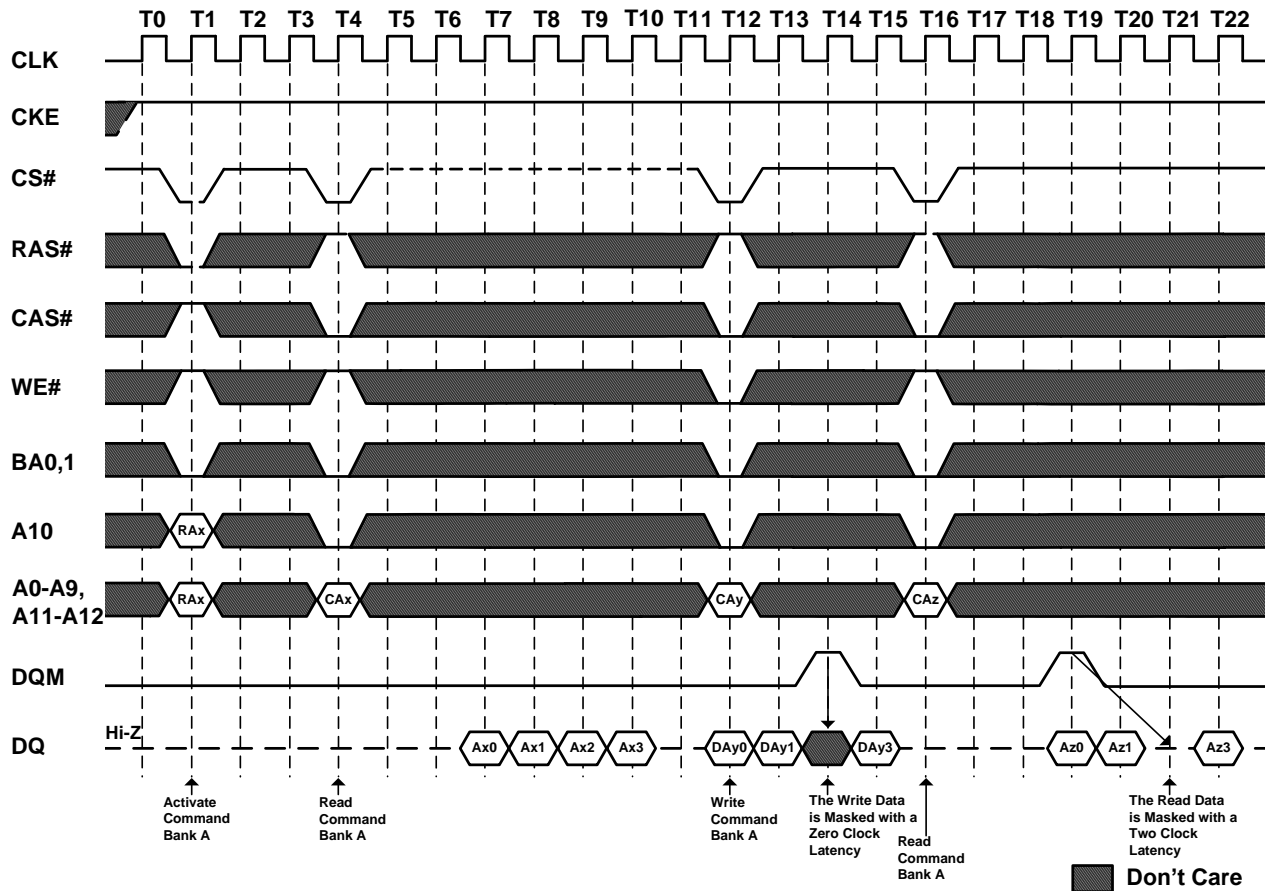 T0 T1 T2 T3 T4 T5 T6 T7 T8 T9 T10 T11 T12 T13 T14 T15 T16 T17 T18 T19 T20 T21 T22
CLK
CKE
CS#
RAS#
CAS#
WE#
BA0,1
A10 RAx
A0-A9,
A11-A12 RAx CAx CAy CAz
DQM
DQ Hi-Z Ax0 Ax1 Ax2 Ax3 DAy0 DAy1 DAy3 Az0 Az1 Az3
Activate
Command
Bank A
Read
Command
Bank A
Write
Command
Bank A
The Write Data
is Masked with a
Zero Clock
Latency
Read
Command
Bank A
The Read Data
is Masked with a
Two Clock
Latency
Don't Care